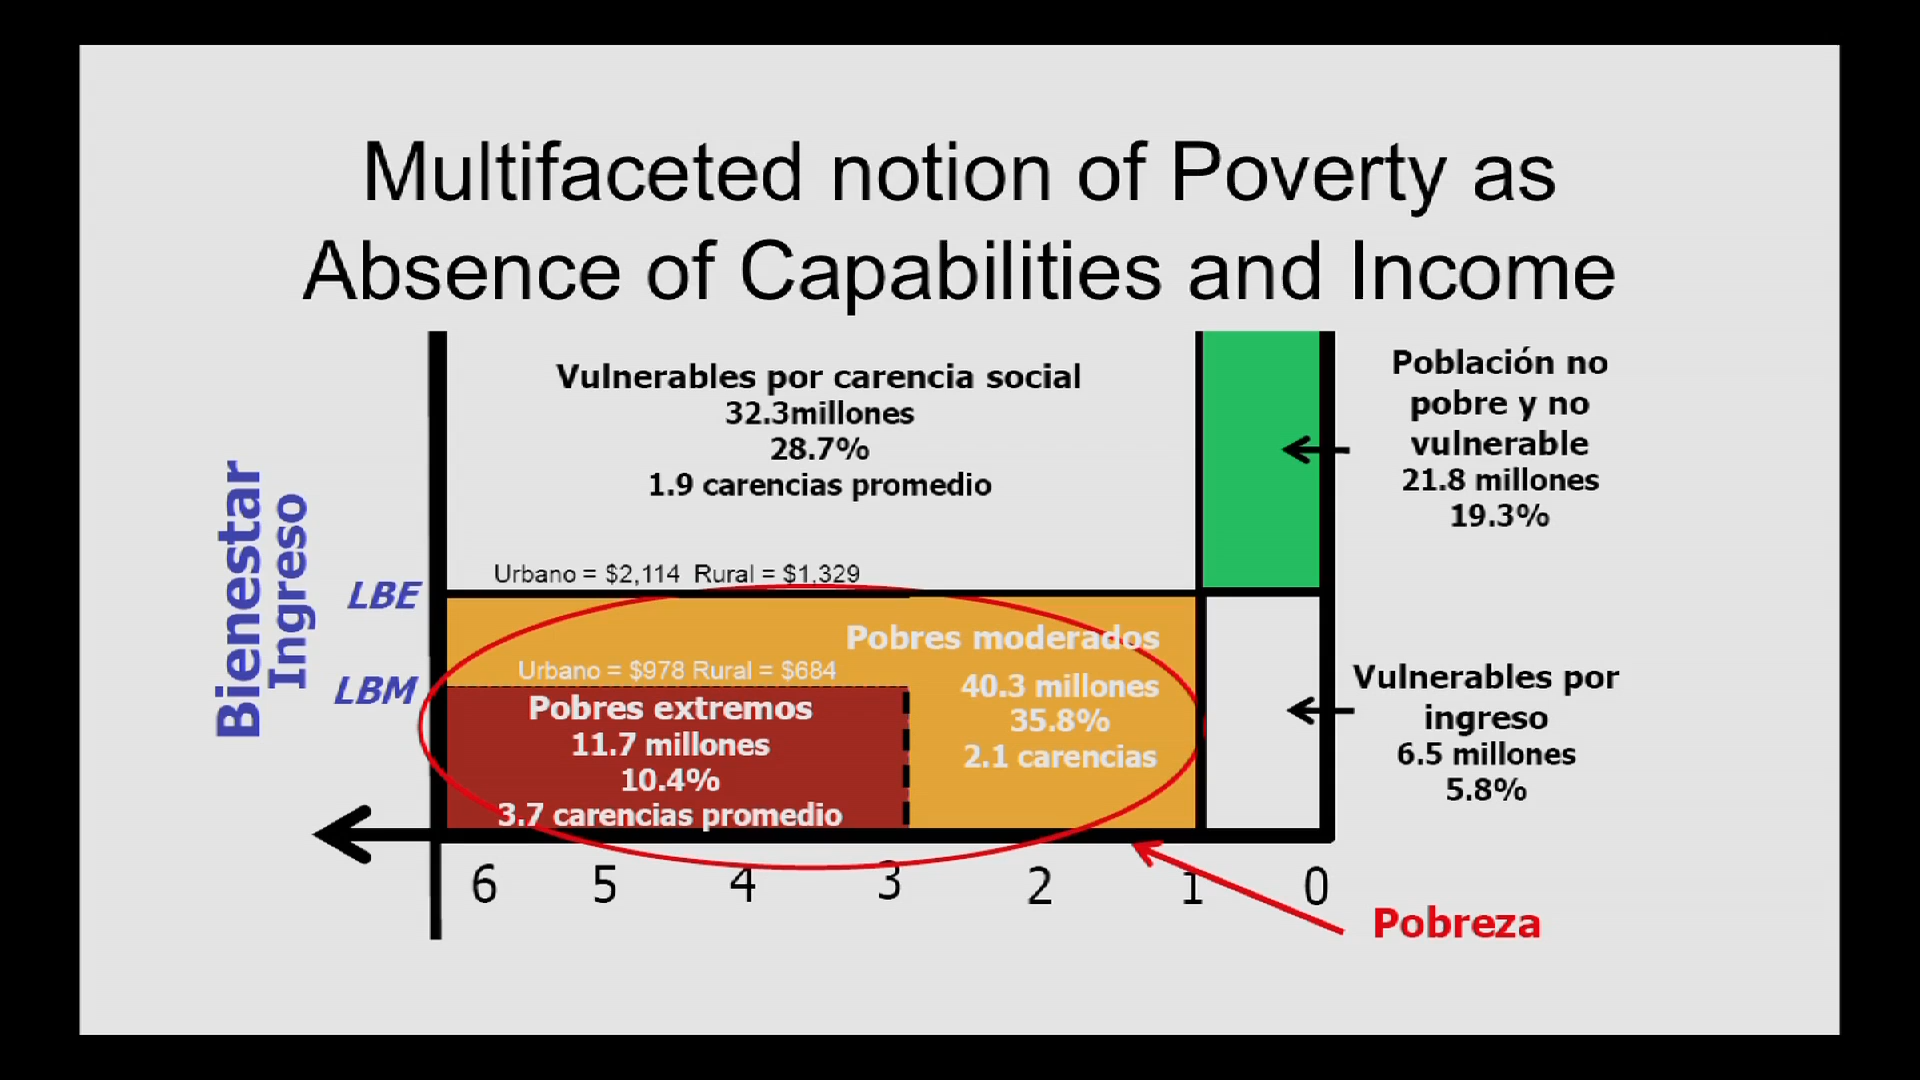 Multifaceted notion of Poverty as
Absence of Capabilities and Income
Vulnerables por carencia social
32.3millones
28.7%
1.9 carencias promedio
Población no
pobre y no
vulnerable
21.8 millones
19.3%
Bienestar
Ingreso
Urbano = $2,114 Rural = $1,329
LBE
Pobres moderados
40.3 millones
35.8%
2.1 carencias
Urbano = $978 Rural = $684
LBM
Pobres extremos
11.7 millones
10.4%
3.7 carencias promedio
Vulnerables por
ingreso
6.5 millones
5.8%
6 5 4 3 2 1 0
Pobreza